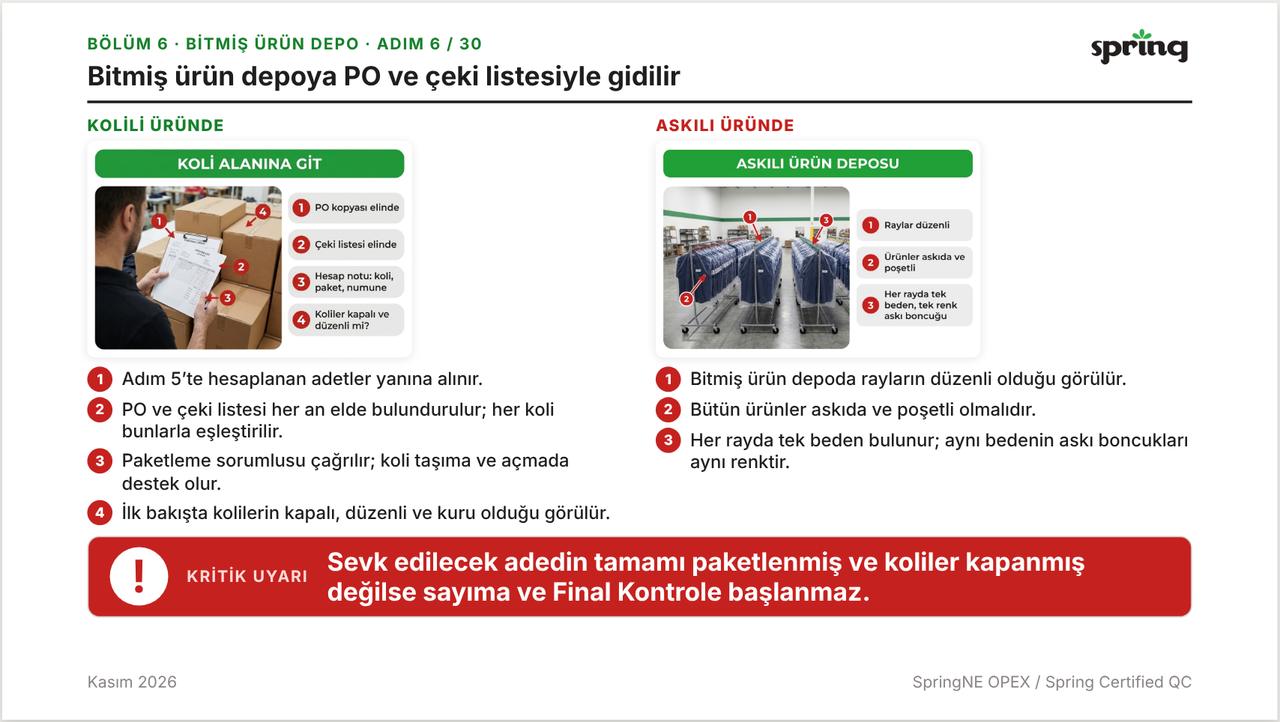 BÖLÜM 6 · BİTMİŞ ÜRÜN DEPO · ADIM 6 / 30
spring
Bitmiş ürün depoya PO ve çeki listesiyle gidilir
KOLİLİ ÜRÜNDE
KOLİ ALANINA GİT
1
4
2
3
1 PO kopyası elinde
2 Çeki listesi elinde
3 Hesap notu: koli,
paket, numune
4 Koliler kapalı ve
düzenli mi?
1 Adım 5’te hesaplanan adetler yanına alınır.
2 PO ve çeki listesi her an elde bulundurulur; her koli
bunlarla eşleştirilir.
3 Paketleme sorumlusu çağrılır; koli taşıma ve açmada
destek olur.
4 İlk bakışta kolilerin kapalı, düzenli ve kuru olduğu görülür.
ASKILI ÜRÜNDE
ASKILI ÜRÜN DEPOSU
1
3
2
1 Raylar düzenli
2 Ürünler askıda ve
poşetli
3 Her rayda tek
beden, tek renk
askı boncuğu
1 Bitmiş ürün depoda rayların düzenli olduğu görülür.
2 Bütün ürünler askıda ve poşetli olmalıdır.
3 Her rayda tek beden bulunur; aynı bedenin askı boncukları
aynı renktir.
! KRİTİK UYARI
Sevk edilecek adedin tamamı paketlenmiş ve koliler kapanmış
değilse sayıma ve Final Kontrole başlanmaz.
Kasım 2026
SpringNE OPEX / Spring Certified QC